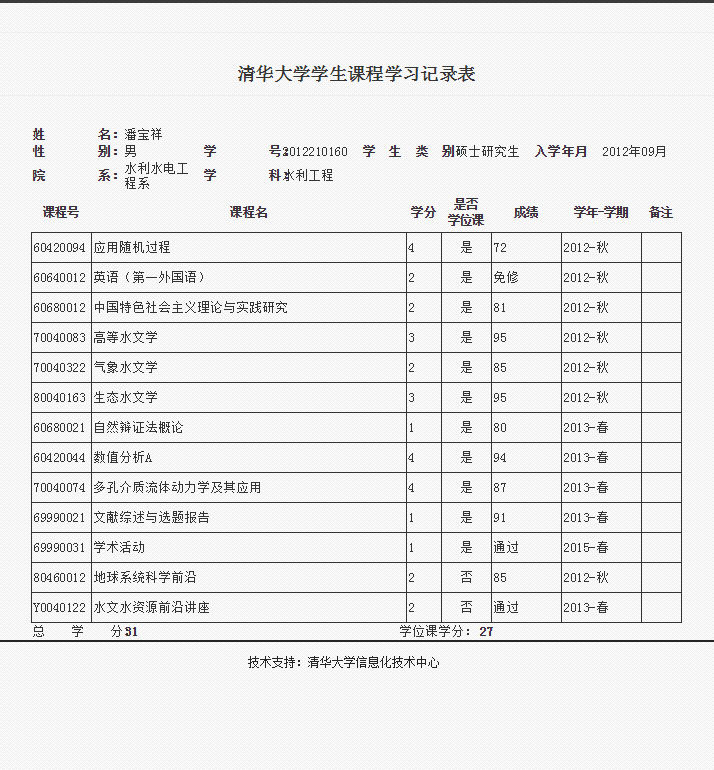 清华大学学生课程学习记录表
姓 名：潘宝祥
性 别：男 学 号：2012210160 学 生 类 别 硕士研究生 入学年月 2012年09月
院 系：水利水电工程系 学 科：水利工程
课程号 课程名 学分 是否学位课 成绩 学年-学期 备注
60420094 应用随机过程 4 是 72 2012-秋
60640012 英语（第一外国语） 2 是 免修 2012-秋
60680012 中国特色社会主义理论与实践研究 2 是 81 2012-秋
70040083 高等水文学 3 是 95 2012-秋
70040322 气象水文学 2 是 85 2012-秋
80040163 生态水文学 3 是 95 2012-秋
60680021 自然辩证法概论 1 是 80 2013-春
60420044 数值分析A 4 是 94 2013-春
70040074 多孔介质流体动力学及其应用 4 是 87 2013-春
69990021 文献综述与选题报告 1 是 91 2013-春
69990031 学术活动 1 是 通过 2015-春
80460012 地球系统科学前沿 2 否 85 2012-秋
Y0040122 水文水资源前沿讲座 2 否 通过 2013-春
总 学 分：31 学位课学分： 27
技术支持：清华大学信息化技术中心